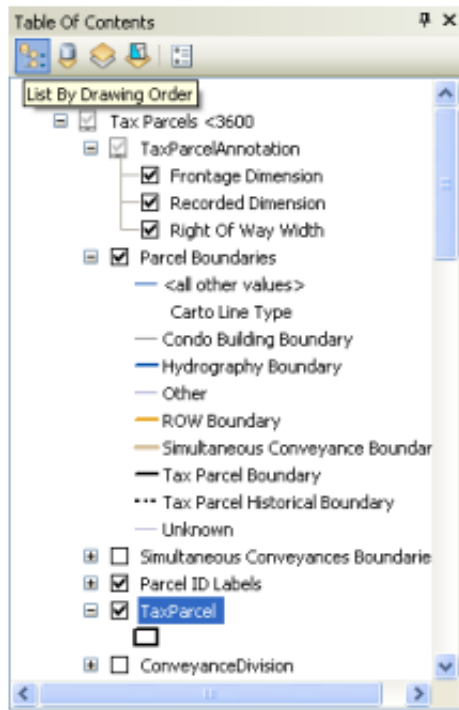 Table Of Contents
List By Drawing Order
Tax Parcels <3600
TaxParcelAnnotation
Frontage Dimension
Recorded Dimension
Right Of Way Width
Parcel Boundaries
<all other values>
Carto Line Type
Condo Building Boundary
Hydrography Boundary
Other
ROW Boundary
Simultaneous Conveyance Boundar
Tax Parcel Boundary
Tax Parcel Historical Boundary
Unknown
Simultaneous Conveyances Boundarie
Parcel ID Labels
TaxParcel
ConveyanceDivision